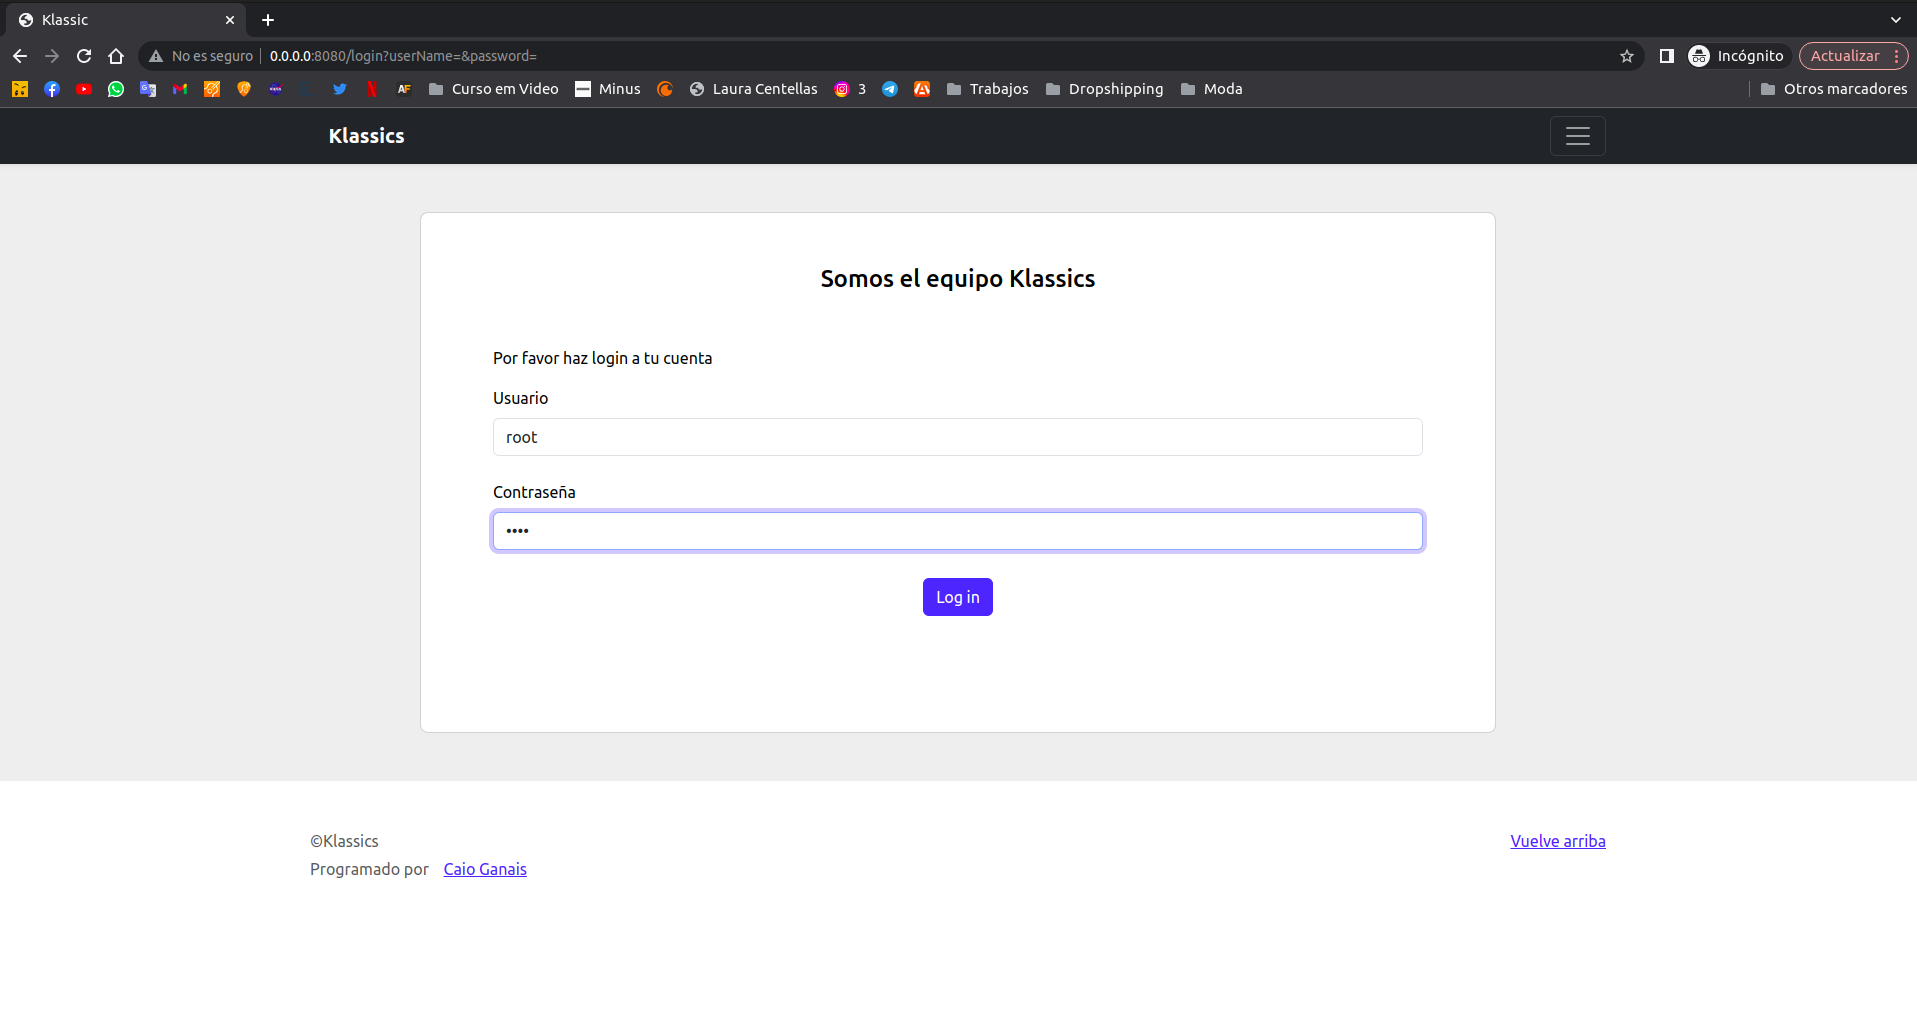 Klassic
No es seguro 0.0.0.0:8080/login?userName=&password= Incógnito Actualizar
AF Curso em Video Minus Laura Centellas 3 Trabajos Dropshipping Moda Otros marcadores
Klassics
Somos el equipo Klassics
Por favor haz login a tu cuenta
Usuario
root
Contraseña
••••
Log in
©Klassics Vuelve arriba
Programado por Caio Ganais